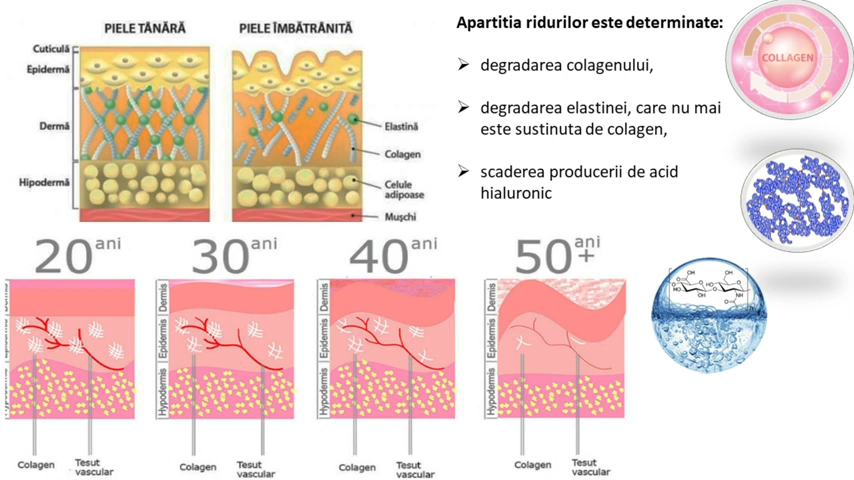 PIELE TÂNĂRĂ
PIELE ÎMBĂTRÂNITĂ
Cuticulă
Epidermă
Dermă
Hipodermă
Elastină
Colagen
Celule
adipoase
Mușchi
Apartitia ridurilor este determinate:
➢ degradarea colagenului,
➢ degradarea elastinei, care nu mai
este sustinuta de colagen,
➢ scaderea producerii de acid
hialuronic
COLLAGEN
20 ani
30 ani
40 ani
50+ ani
Dermis
Epidermis
Hypodermis
Dermis
Epidermis
Hypodermis
Dermis
Epidermis
Hypodermis
Colagen
Tesut
vascular
Colagen
Tesut
vascular
Colagen
Tesut
vascular
Colagen
Tesut
vascular